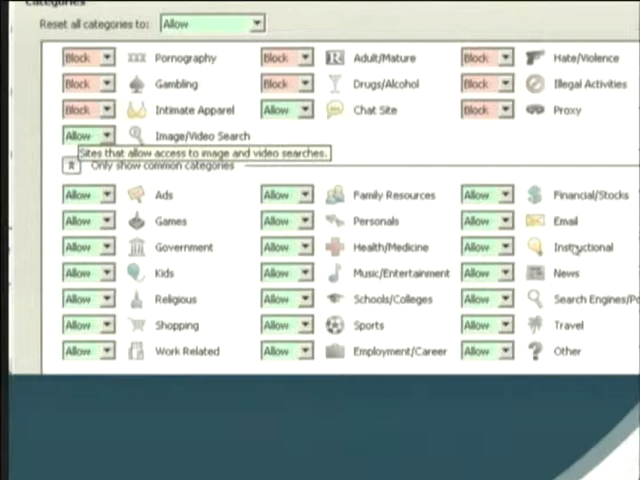 Categories
Reset all categories to: Allow
Block Pornography Block Adult/Mature Block Hate/Violence
Block Gambling Block Drugs/Alcohol Block Illegal Activities
Block Intimate Apparel Allow Chat Site Block Proxy
Allow Image/Video Search
Sites that allow access to image and video searches.
Only show common categories
Allow Ads Allow Family Resources Allow Financial/Stocks
Allow Games Allow Personals Allow Email
Allow Government Allow Health/Medicine Allow Instructional
Allow Kids Allow Music/Entertainment Allow News
Allow Religious Allow Schools/Colleges Allow Search Engines/Po
Allow Shopping Allow Sports Allow Travel
Allow Work Related Allow Employment/Career Allow Other